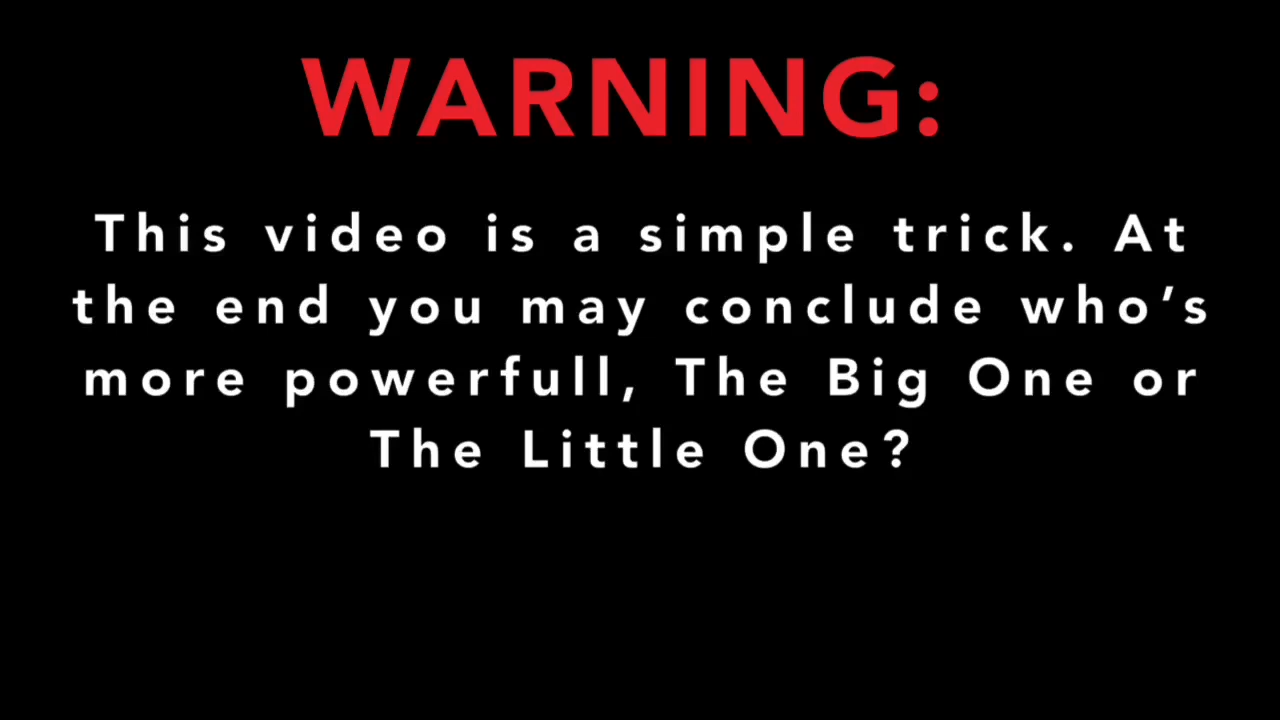 WARNING:
This video is a simple trick. At
the end you may conclude who’s
more powerfull, The Big One or
The Little One?